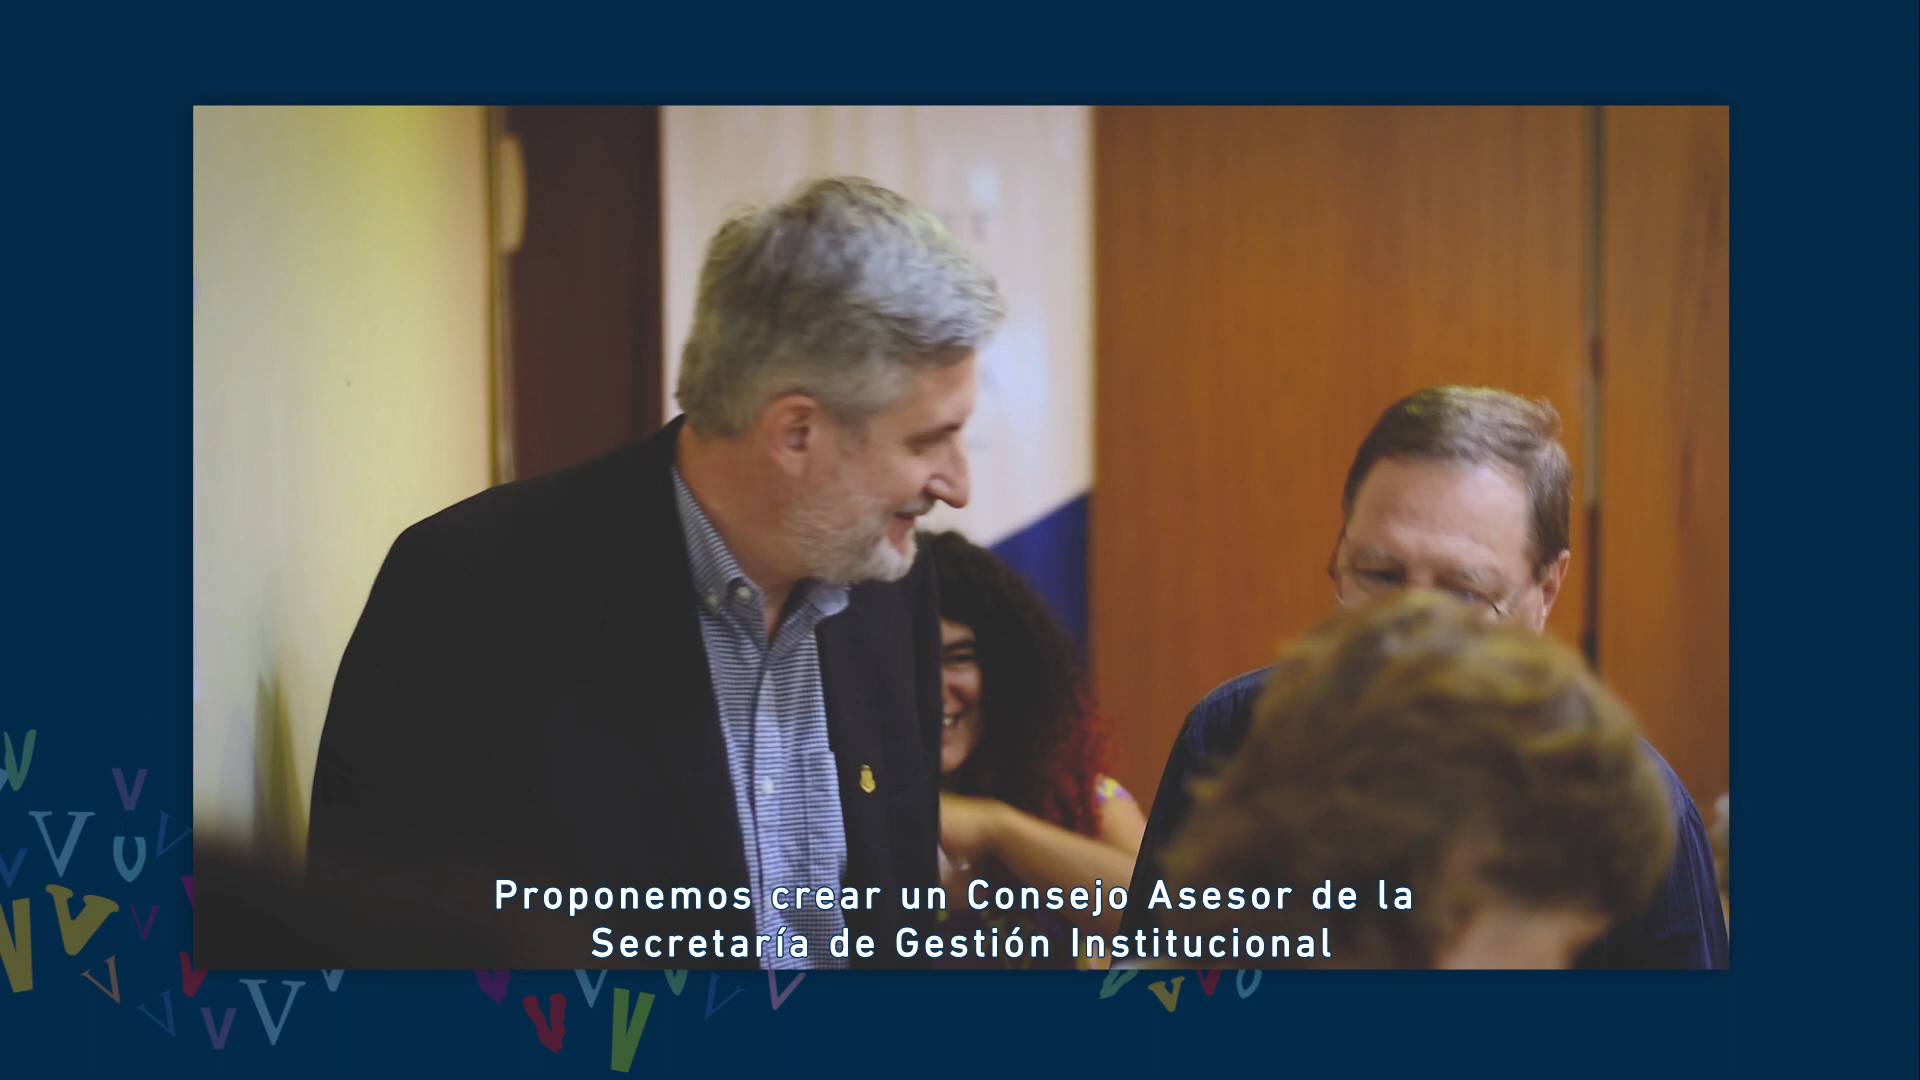 Proponemos crear un Consejo Asesor de la
Secretaría de Gestión Institucional